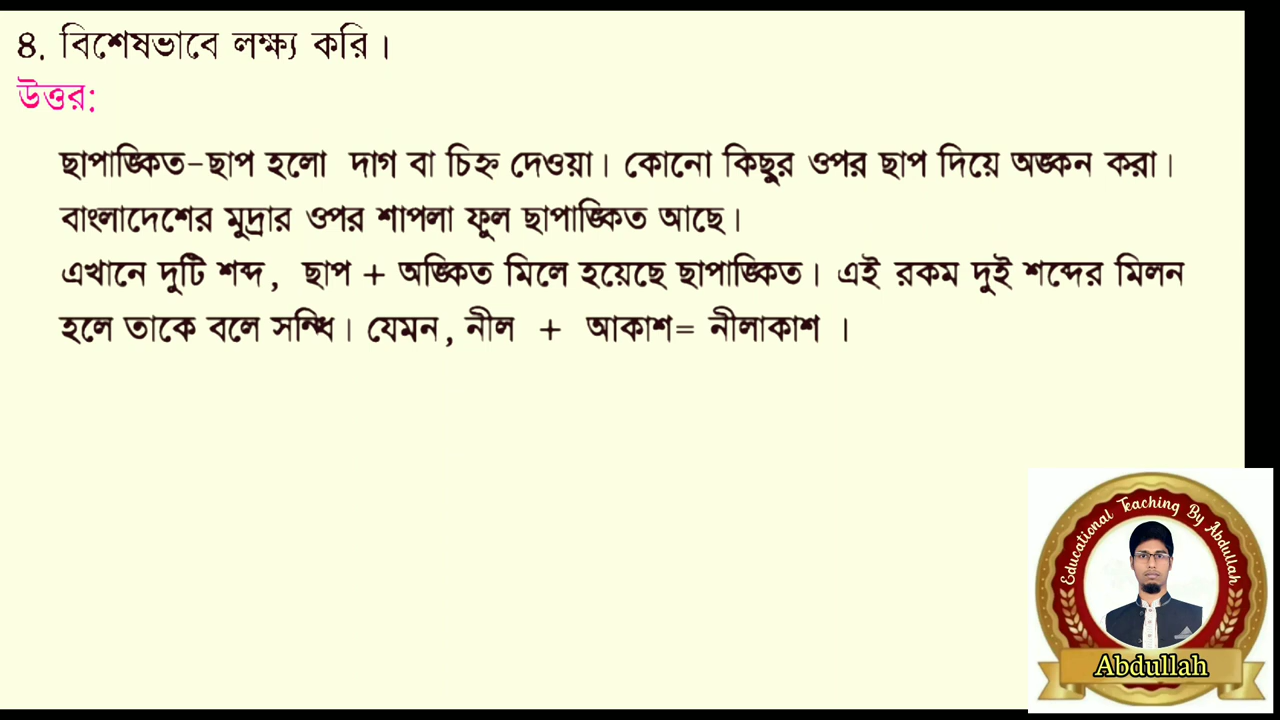 ৪. বিশেষভাবে লক্ষ্য করি।
উত্তর:
ছাপাঙ্কিত-ছাপ হলো দাগ বা চিহ্ন দেওয়া। কোনো কিছুর ওপর ছাপ দিয়ে অঙ্কন করা।
বাংলাদেশের মুদ্রার ওপর শাপলা ফুল ছাপাঙ্কিত আছে।
এখানে দুটি শব্দ, ছাপ + অঙ্কিত মিলে হয়েছে ছাপাঙ্কিত। এই রকম দুই শব্দের মিলন
হলে তাকে বলে সন্ধি। যেমন, নীল + আকাশ= নীলাকাশ ।
Educational Teaching By Abdullah
Abdullah